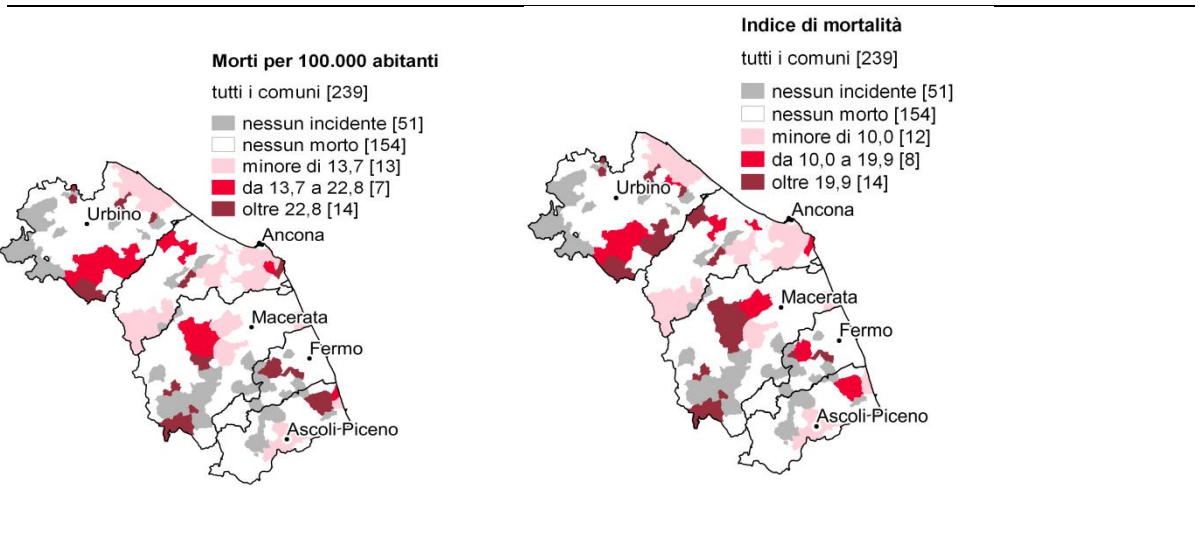 Morti per 100.000 abitanti
tutti i comuni [239]
nessun incidente [51]
nessun morto [154]
minore di 13,7 [13]
da 13,7 a 22,8 [7]
oltre 22,8 [14]
Urbino
Ancona
Macerata
Fermo
Ascoli-Piceno
Indice di mortalità
tutti i comuni [239]
nessun incidente [51]
nessun morto [154]
minore di 10,0 [12]
da 10,0 a 19,9 [8]
oltre 19,9 [14]
Urbino
Ancona
Macerata
Fermo
Ascoli-Piceno